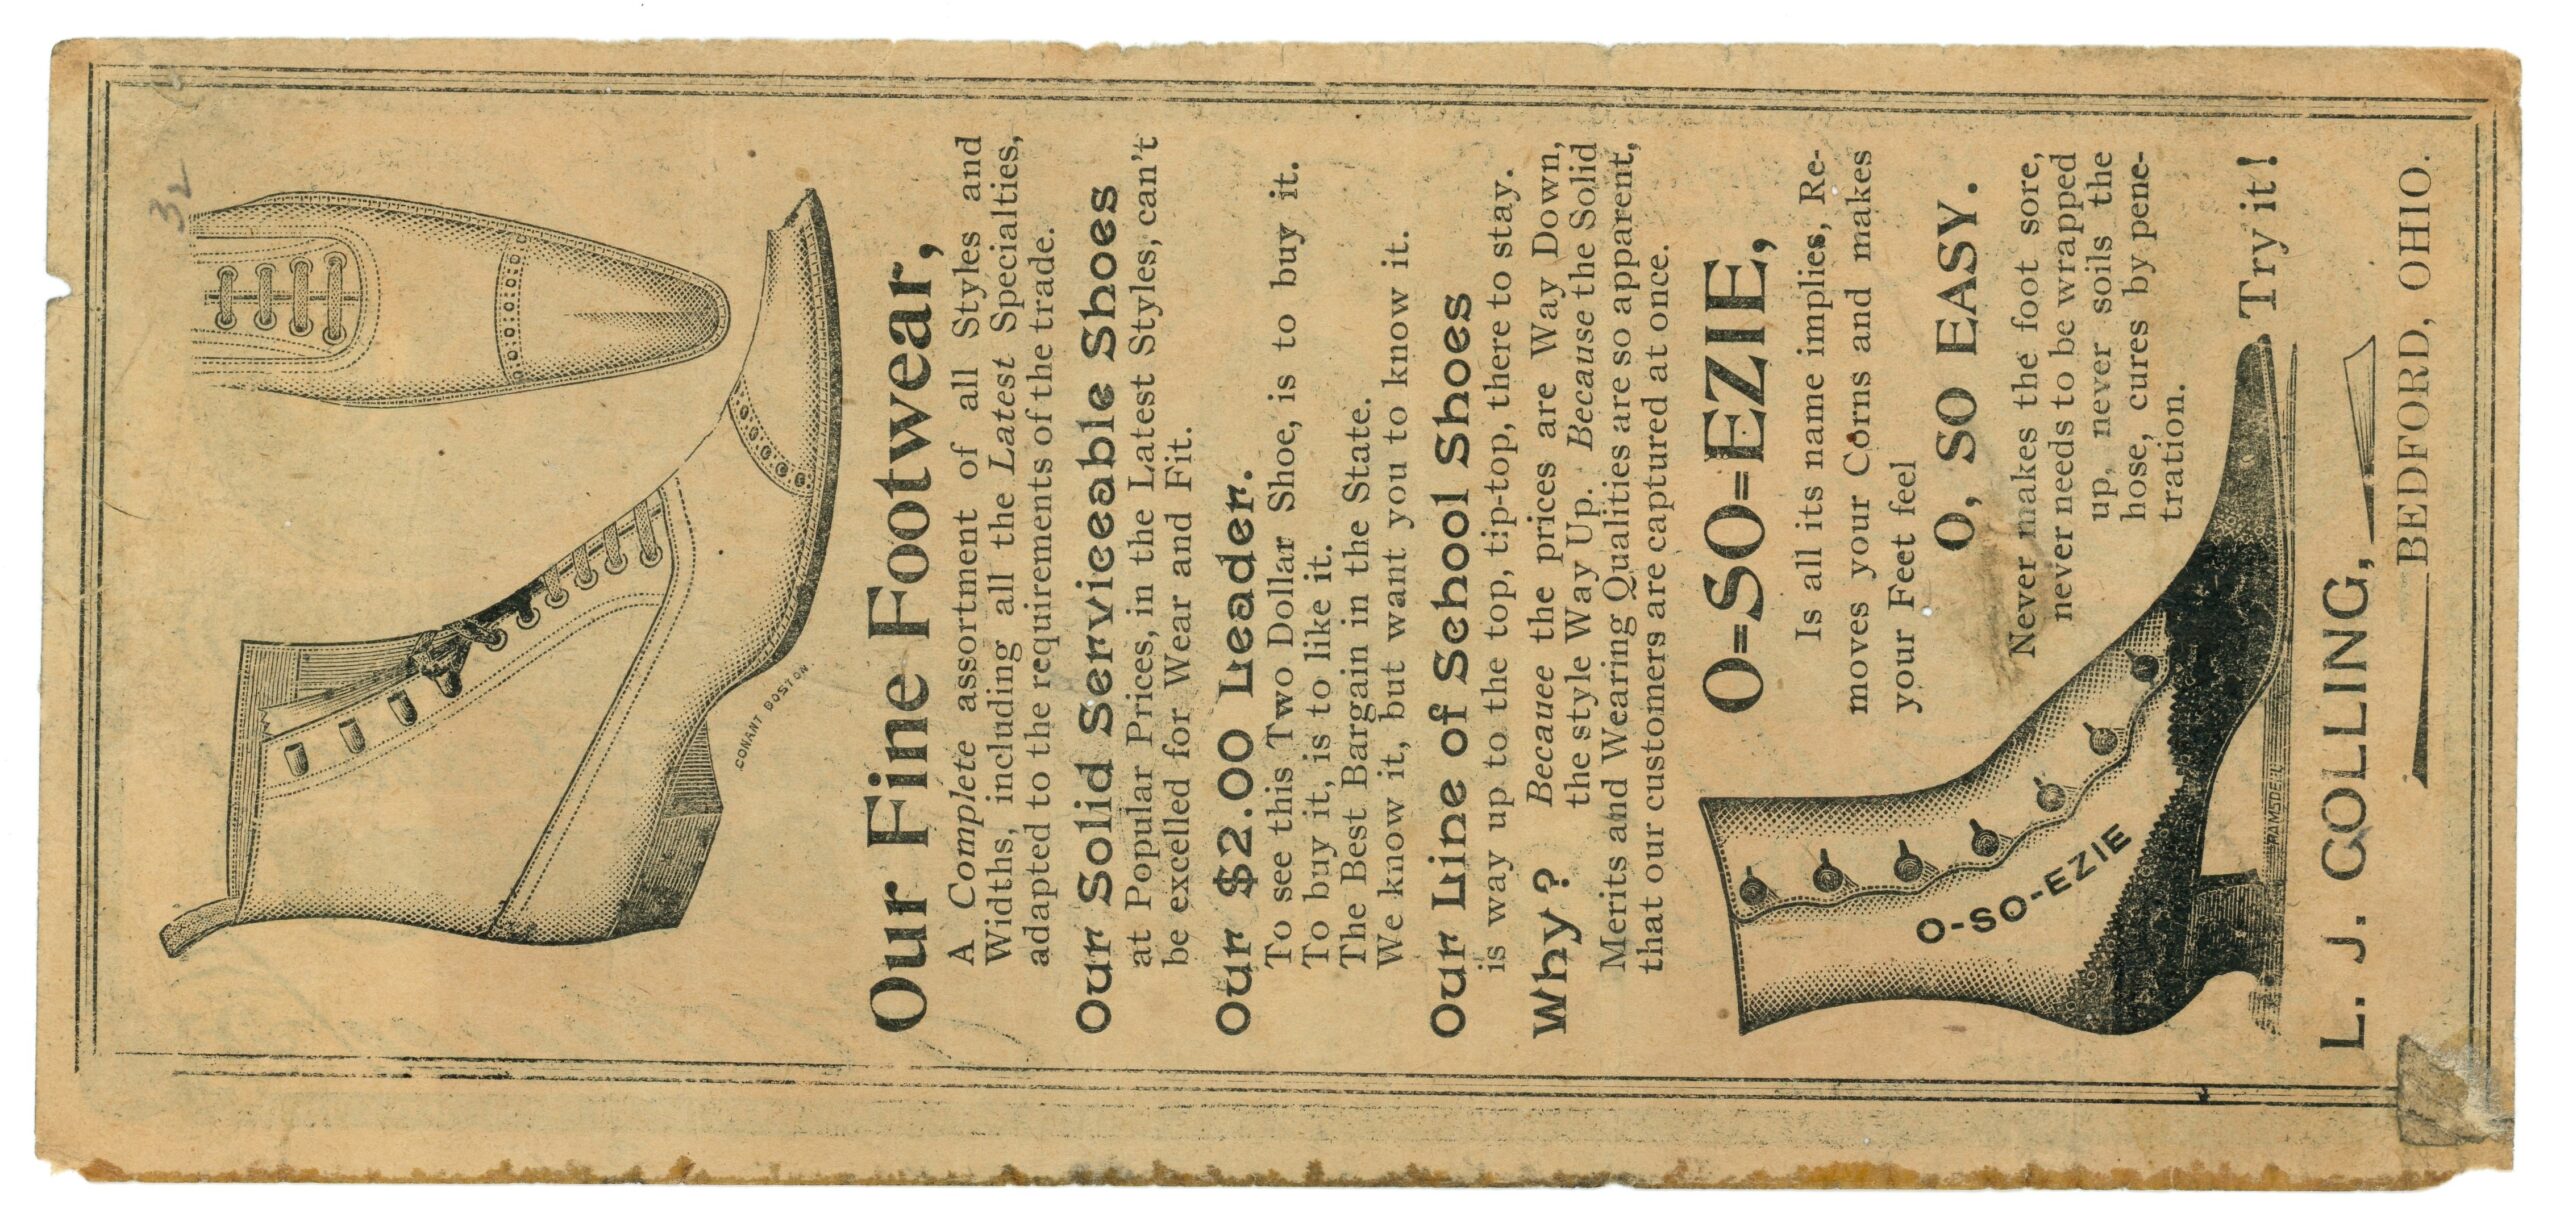 32
CONANT BOSTON.
Our Fine Footwear,
A Complete assortment of all Styles and
Widths, including all the Latest Specialties,
adapted to the requirements of the trade.
Our Solid Serviceable Shoes
at Popular Prices, in the Latest Styles, can't
be excelled for Wear and Fit.
Our $2.00 Leader.
To see this Two Dollar Shoe, is to buy it.
To buy it, is to like it.
The Best Bargain in the State.
We know it, but want you to know it.
Our Line of School Shoes
is way up to the top, tip-top, there to stay.
Why? Becauee the prices are Way Down,
the style Way Up. Because the Solid
Merits and Wearing Qualities are so apparent,
that our customers are captured at once.
O=SO=EZIE,
Is all its name implies, Re-
moves your Corns and makes
your Feet feel
O, SO EASY.
Never makes the foot sore,
never needs to be wrapped
up, never soils the
hose, cures by pene-
tration.
Try it!
O-SO-EZIE
RAMSDELL
L. J. COLLING,
BEDFORD, OHIO.